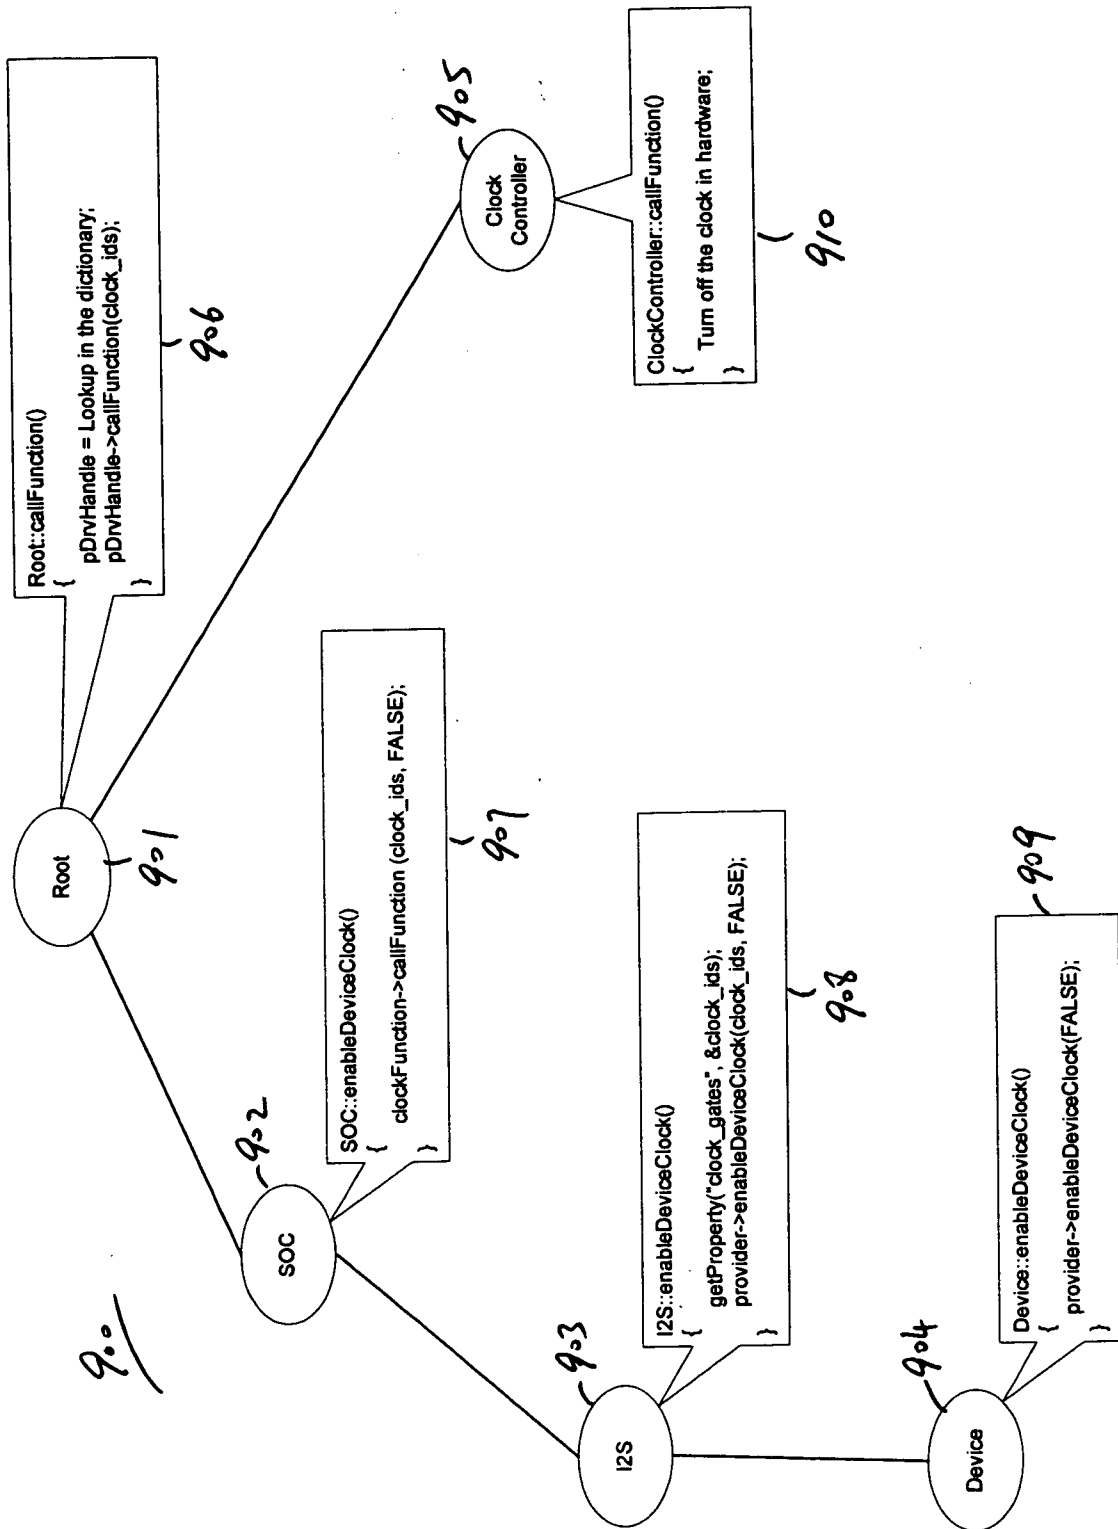 900
Root
901
Root::callFunction()
{
pDrvHandle = Lookup in the dictionary;
pDrvHandle->callFunction(clock_ids);
}
906
SOC
902
SOC::enableDeviceClock()
{
clockFunction->callFunction (clock_ids, FALSE);
}
907
Clock
Controller
905
ClockController::callFunction()
{
Turn off the clock in hardware;
}
910
I2S
903
I2S::enableDeviceClock()
{
getProperty("clock_gates", &clock_ids);
provider->enableDeviceClock(clock_ids, FALSE);
}
908
Device
904
Device::enableDeviceClock()
{
provider->enableDeviceClock(FALSE);
}
909